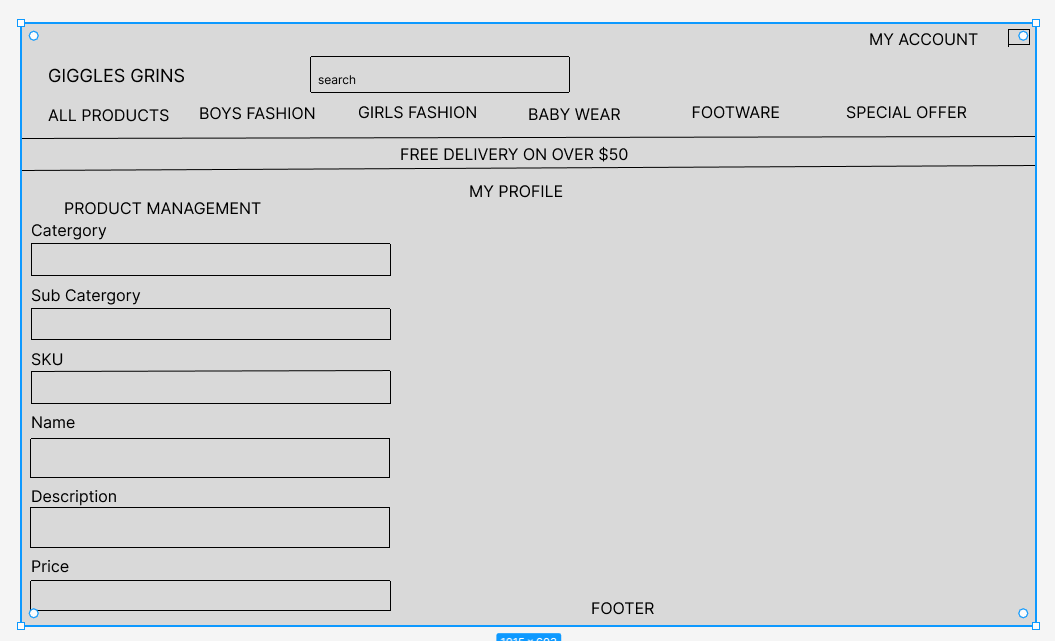 MY ACCOUNT
GIGGLES GRINS
search
ALL PRODUCTS BOYS FASHION GIRLS FASHION BABY WEAR FOOTWARE SPECIAL OFFER
FREE DELIVERY ON OVER $50
MY PROFILE
PRODUCT MANAGEMENT
Catergory
Sub Catergory
SKU
Name
Description
Price
FOOTER